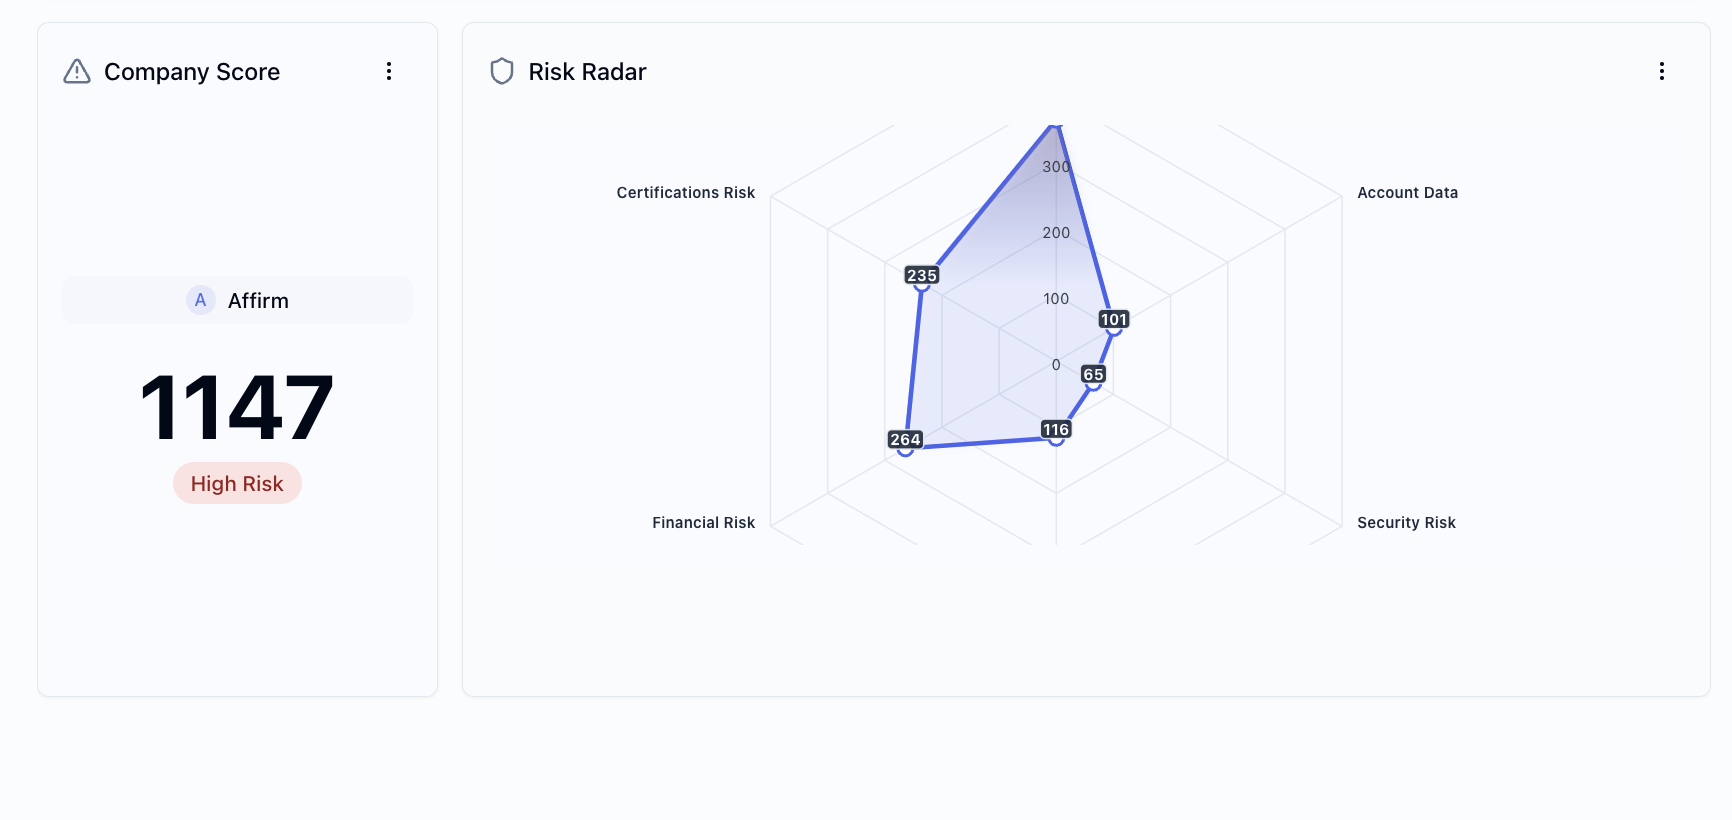 Company Score
Risk Radar
A Affirm
1147
High Risk
300
Certifications Risk
Account Data
200
235
100
101
0
65
116
264
Financial Risk
Security Risk